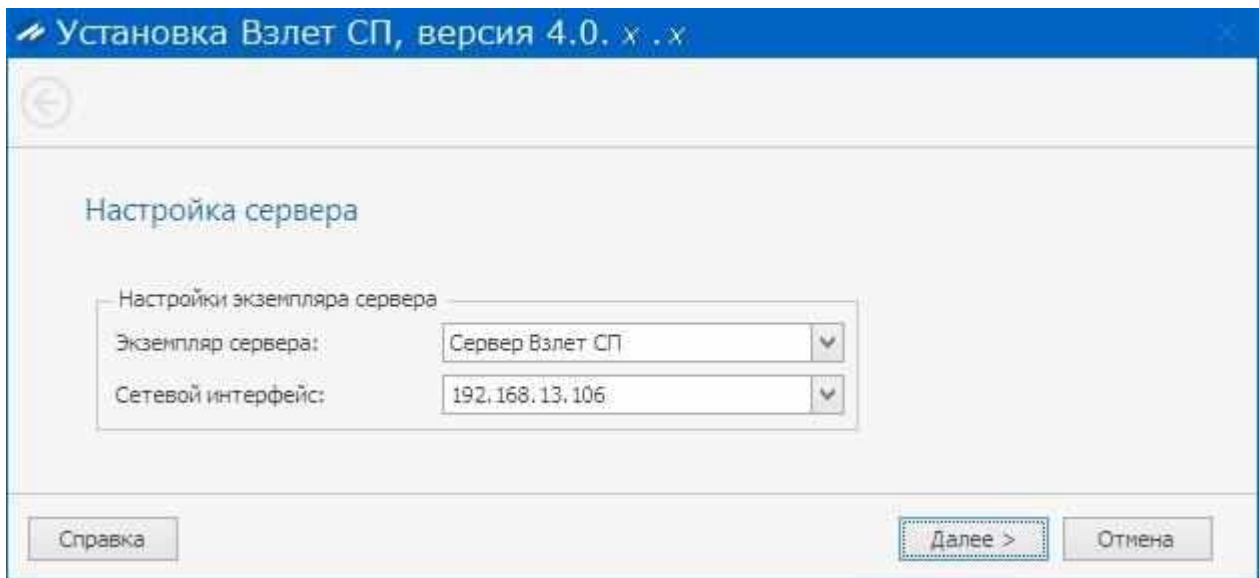 Установка Взлет СП, версия 4.0. x . x
Настройка сервера
Настройки экземпляра сервера
Экземпляр сервера: Сервер Взлет СП
Сетевой интерфейс: 192.168.13.106
Справка Далее > Отмена